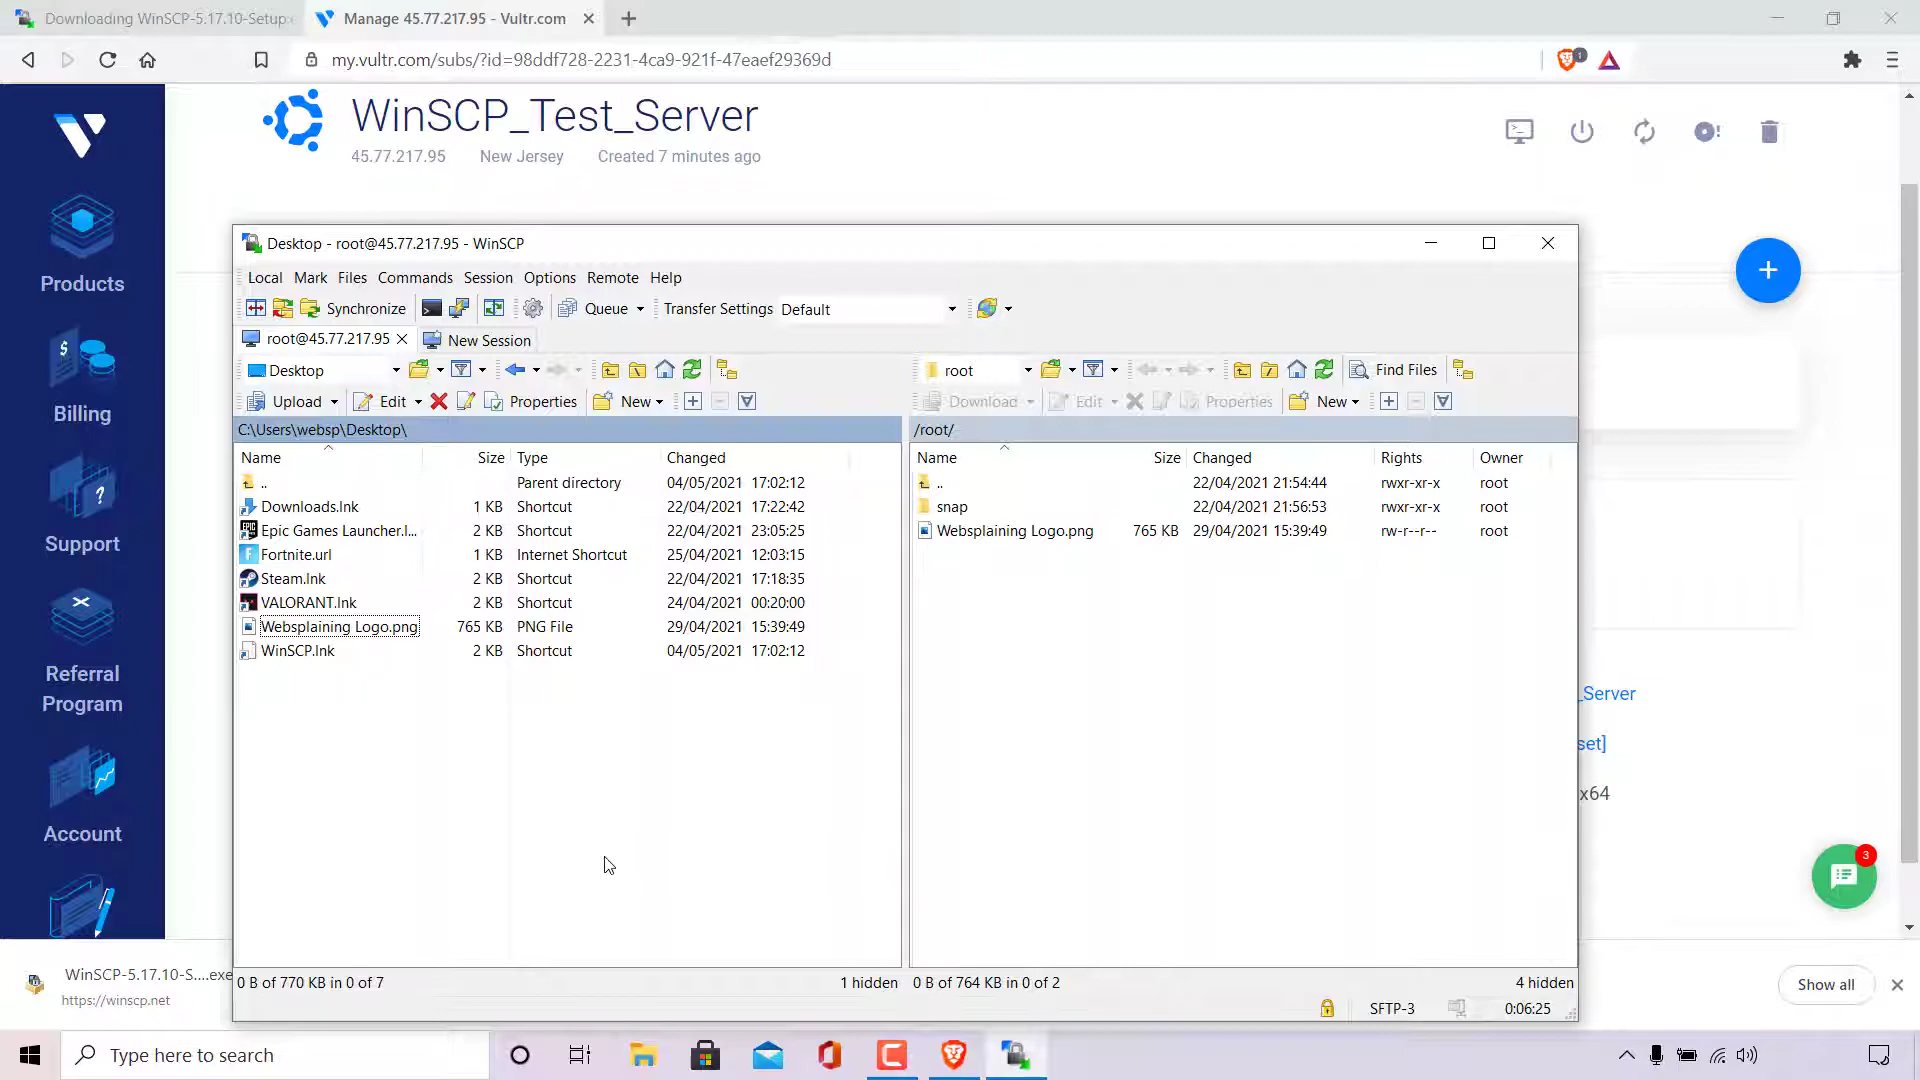 Downloading WinSCP-5.17.10-Setup
Manage 45.77.217.95 - Vultr.com
my.vultr.com/subs/?id=98ddf728-2231-4ca9-921f-47eaef29369d
1
WinSCP_Test_Server
45.77.217.95 New Jersey Created 7 minutes ago
Products
Billing
Support
Referral
Program
Account
Desktop - root@45.77.217.95 - WinSCP
Local Mark Files Commands Session Options Remote Help
Synchronize Queue Transfer Settings Default
root@45.77.217.95 New Session
Desktop root Find Files
Upload Edit Properties New Download Edit Properties New
C:\Users\websp\Desktop\ /root/
Name Size Type Changed Name Size Changed Rights Owner
.. Parent directory 04/05/2021 17:02:12 .. 22/04/2021 21:54:44 rwxr-xr-x root
Downloads.lnk 1 KB Shortcut 22/04/2021 17:22:42 snap 22/04/2021 21:56:53 rwxr-xr-x root
Epic Games Launcher.l... 2 KB Shortcut 22/04/2021 23:05:25 Websplaining Logo.png 765 KB 29/04/2021 15:39:49 rw-r--r-- root
Fortnite.url 1 KB Internet Shortcut 25/04/2021 12:03:15
Steam.lnk 2 KB Shortcut 22/04/2021 17:18:35
VALORANT.lnk 2 KB Shortcut 24/04/2021 00:20:00
Websplaining Logo.png 765 KB PNG File 29/04/2021 15:39:49
WinSCP.lnk 2 KB Shortcut 04/05/2021 17:02:12
_Server
set]
x64
3
0 B of 770 KB in 0 of 7 1 hidden 0 B of 764 KB in 0 of 2 4 hidden
SFTP-3 0:06:25
WinSCP-5.17.10-S....exe
https://winscp.net
Show all
Type here to search